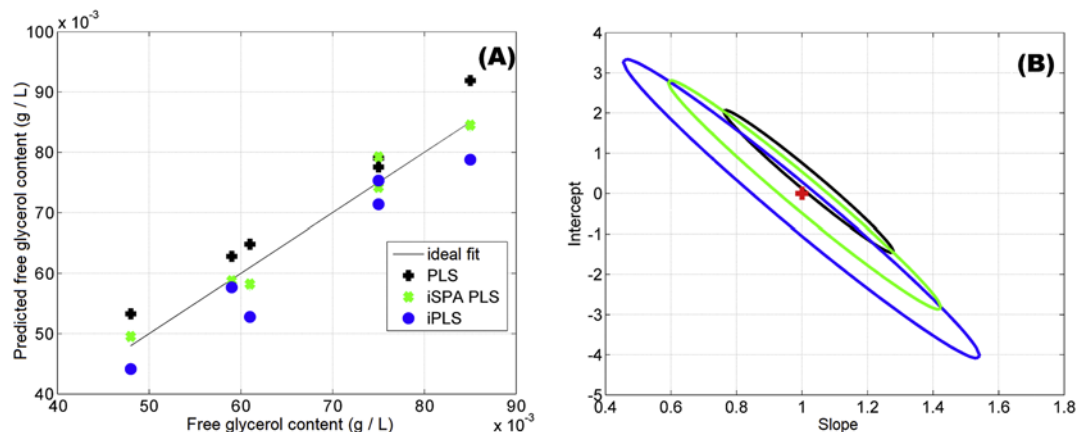 100 x 10⁻³
(A)
Predicted free glycerol content (g / L)
90
80
70
60
50
40
ideal fit
PLS
iSPA PLS
iPLS
40 50 60 70 80 90
Free glycerol content (g / L) x 10⁻³
(B)
Intercept
4
3
2
1
0
-1
-2
-3
-4
-5
0.4 0.6 0.8 1 1.2 1.4 1.6 1.8
Slope